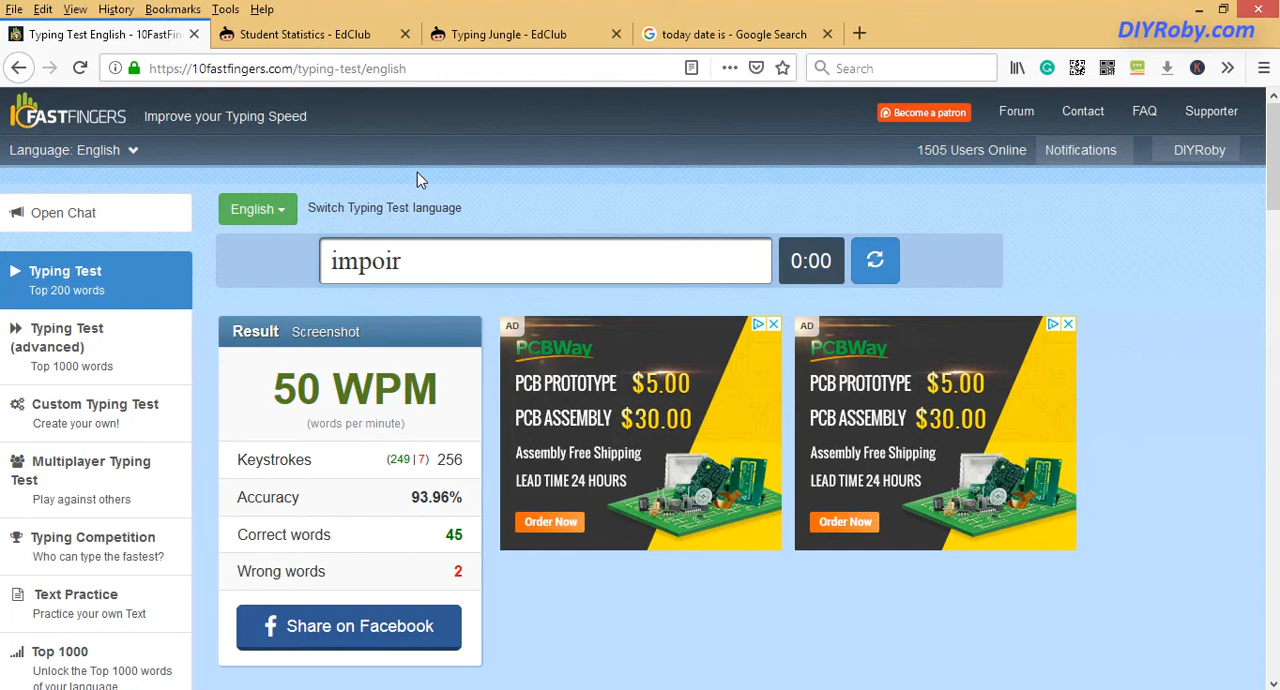 File Edit View History Bookmarks Tools Help
Typing Test English - 10FastFin
Student Statistics - EdClub
Typing Jungle - EdClub
today date is - Google Search
DIYRoby.com
https://10fastfingers.com/typing-test/english
Search
10FASTFINGERS
Improve your Typing Speed
Become a patron
Forum
Contact
FAQ
Supporter
Language: English
1505 Users Online
Notifications
DIYRoby
Open Chat
English
Switch Typing Test language
impoir
0:00
Typing Test
Top 200 words
Typing Test
(advanced)
Top 1000 words
Custom Typing Test
Create your own!
Multiplayer Typing
Test
Play against others
Typing Competition
Who can type the fastest?
Text Practice
Practice your own Text
Top 1000
Unlock the Top 1000 words
of your language
Result Screenshot
50 WPM
(words per minute)
Keystrokes (249 | 7) 256
Accuracy 93.96%
Correct words 45
Wrong words 2
Share on Facebook
AD
PCBWay
PCB PROTOTYPE $5.00
PCB ASSEMBLY $30.00
Assembly Free Shipping
LEAD TIME 24 HOURS
Order Now
AD
PCBWay
PCB PROTOTYPE $5.00
PCB ASSEMBLY $30.00
Assembly Free Shipping
LEAD TIME 24 HOURS
Order Now